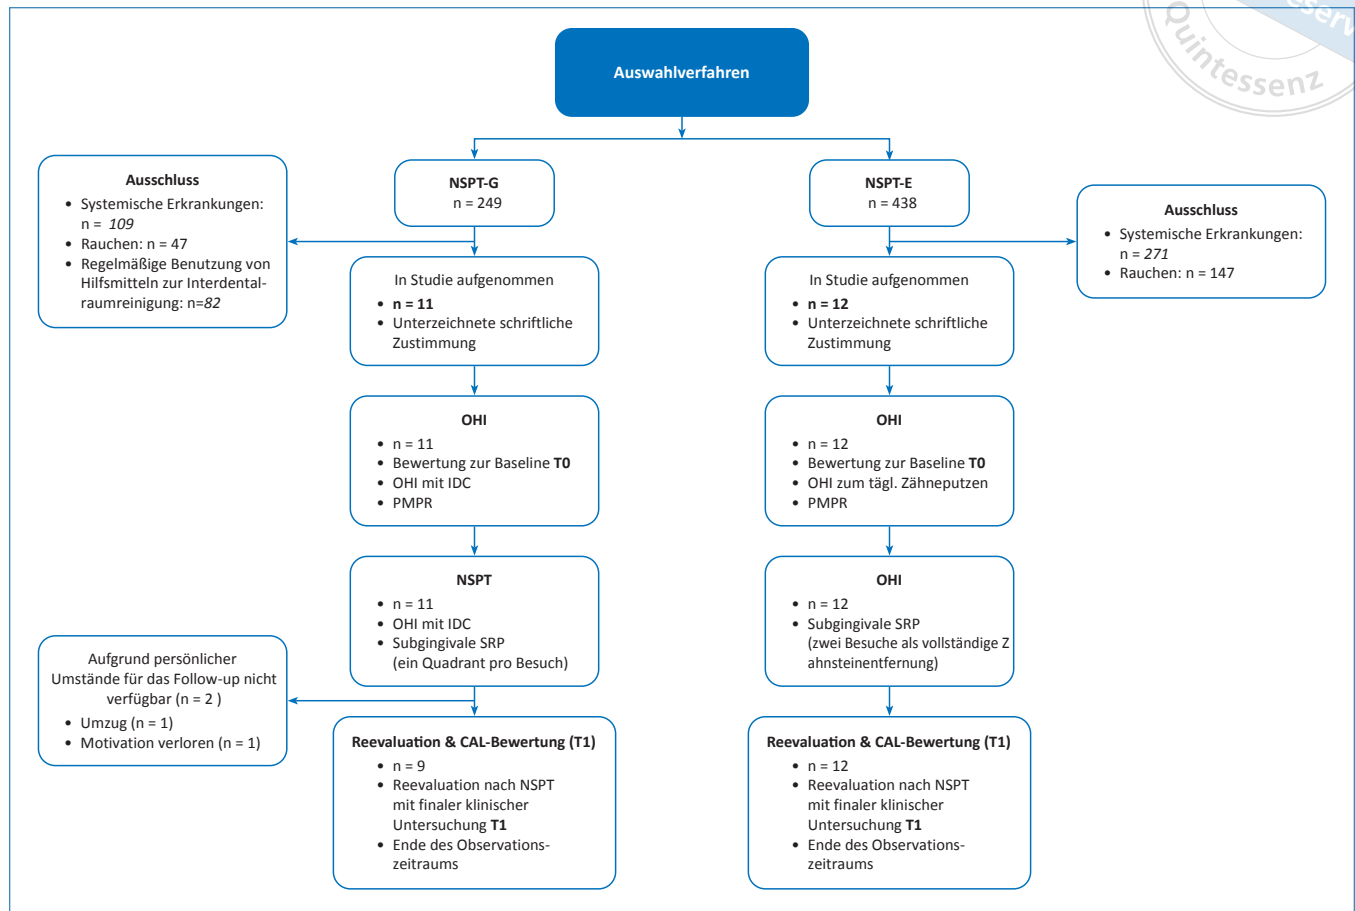 Quintessenz
Auswahlverfahren
NSPT-G
n = 249
NSPT-E
n = 438
Ausschluss
• Systemische Erkrankungen:
n = 109
• Rauchen: n = 47
• Regelmäßige Benutzung von
Hilfsmitteln zur Interdental-
raumreinigung: n=82
Ausschluss
• Systemische Erkrankungen:
n = 271
• Rauchen: n = 147
In Studie aufgenommen
• n = 11
• Unterzeichnete schriftliche
Zustimmung
In Studie aufgenommen
• n = 12
• Unterzeichnete schriftliche
Zustimmung
OHI
• n = 11
• Bewertung zur Baseline T0
• OHI mit IDC
• PMPR
OHI
• n = 12
• Bewertung zur Baseline T0
• OHI zum tägl. Zähneputzen
• PMPR
NSPT
• n = 11
• OHI mit IDC
• Subgingivale SRP
(ein Quadrant pro Besuch)
OHI
• n = 12
• Subgingivale SRP
(zwei Besuche als vollständige Z
ahnsteinentfernung)
Aufgrund persönlicher
Umstände für das Follow-up nicht
verfügbar (n = 2 )
• Umzug (n = 1)
• Motivation verloren (n = 1)
Reevaluation & CAL-Bewertung (T1)
• n = 9
• Reevaluation nach NSPT
mit finaler klinischer
Untersuchung T1
• Ende des Observations-
zeitraums
Reevaluation & CAL-Bewertung (T1)
• n = 12
• Reevaluation nach NSPT
mit finaler klinischer
Untersuchung T1
• Ende des Observations-
zeitraums